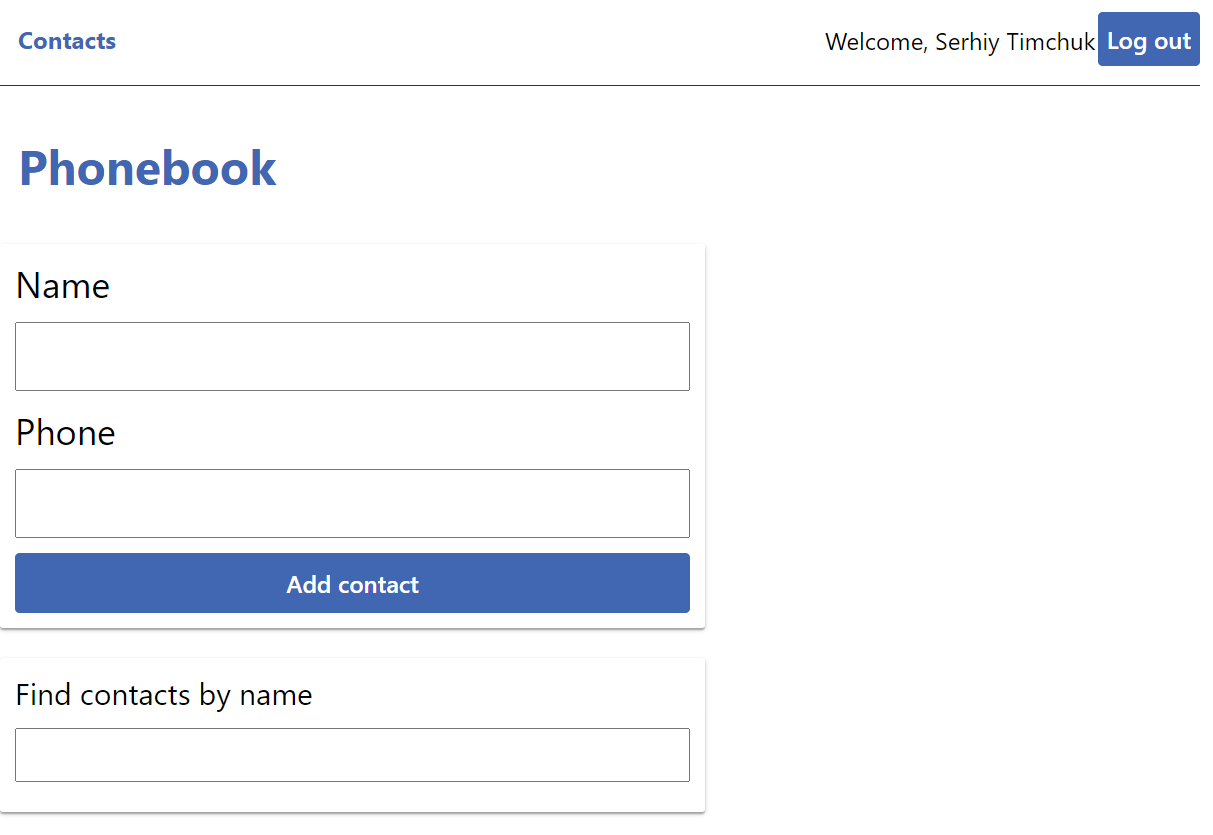 Contacts
Welcome, Serhiy Timchuk
Log out
Phonebook
Name
Phone
Add contact
Find contacts by name